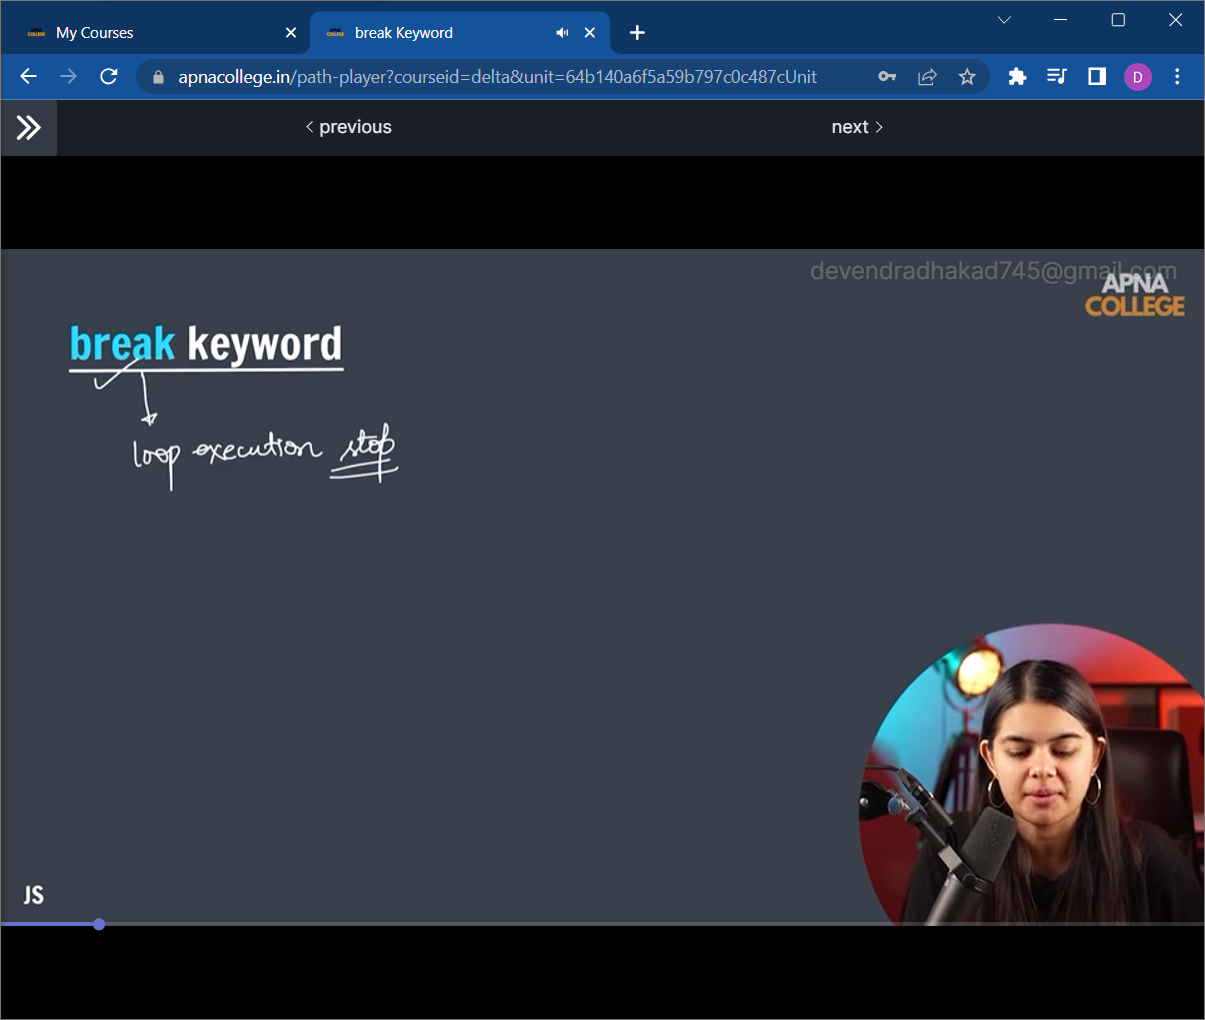 My Courses
break Keyword
apnacollege.in/path-player?courseid=delta&unit=64b140a6f5a59b797c0c487cUnit
D
previous
next
devendradhakad745@gmail.com
APNA
COLLEGE
break keyword
loop execution stop
JS